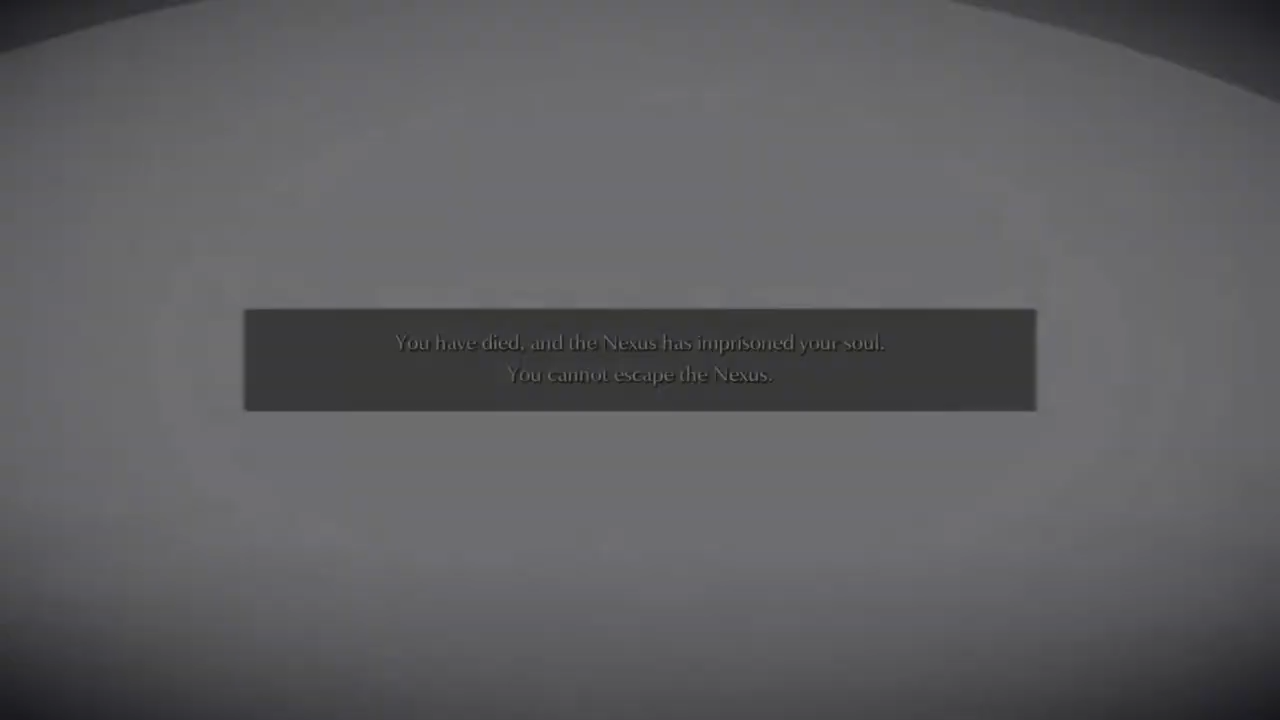 You have died, and the Nexus has imprisoned your soul.
You cannot escape the Nexus.